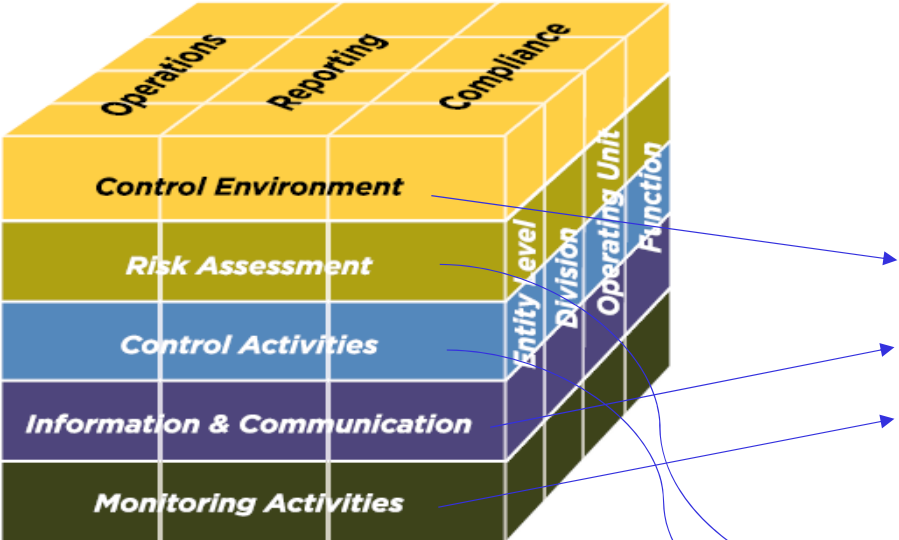 Operations
Reporting
Compliance
Control Environment
Risk Assessment
Control Activities
Information & Communication
Monitoring Activities
Entity Level
Division
Operating Unit
Function